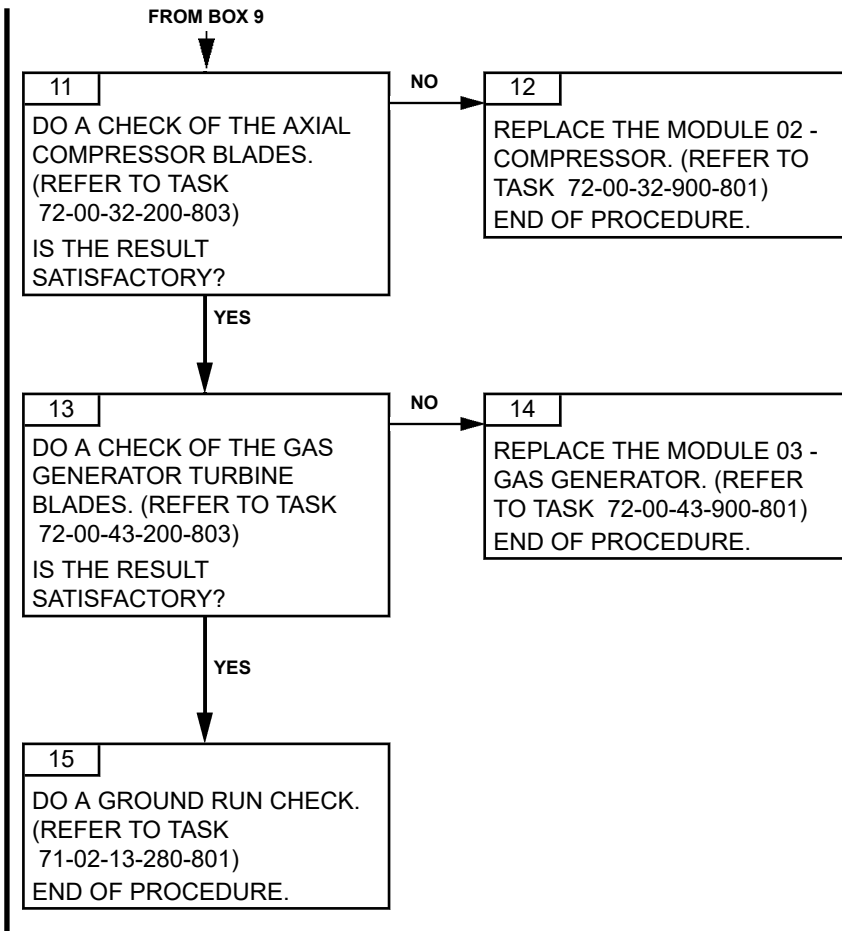 FROM BOX 9
11
DO A CHECK OF THE AXIAL
COMPRESSOR BLADES.
(REFER TO TASK
72-00-32-200-803)
IS THE RESULT
SATISFACTORY?
NO
12
REPLACE THE MODULE 02 -
COMPRESSOR. (REFER TO
TASK 72-00-32-900-801)
END OF PROCEDURE.
YES
13
DO A CHECK OF THE GAS
GENERATOR TURBINE
BLADES. (REFER TO TASK
72-00-43-200-803)
IS THE RESULT
SATISFACTORY?
NO
14
REPLACE THE MODULE 03 -
GAS GENERATOR. (REFER
TO TASK 72-00-43-900-801)
END OF PROCEDURE.
YES
15
DO A GROUND RUN CHECK.
(REFER TO TASK
71-02-13-280-801)
END OF PROCEDURE.